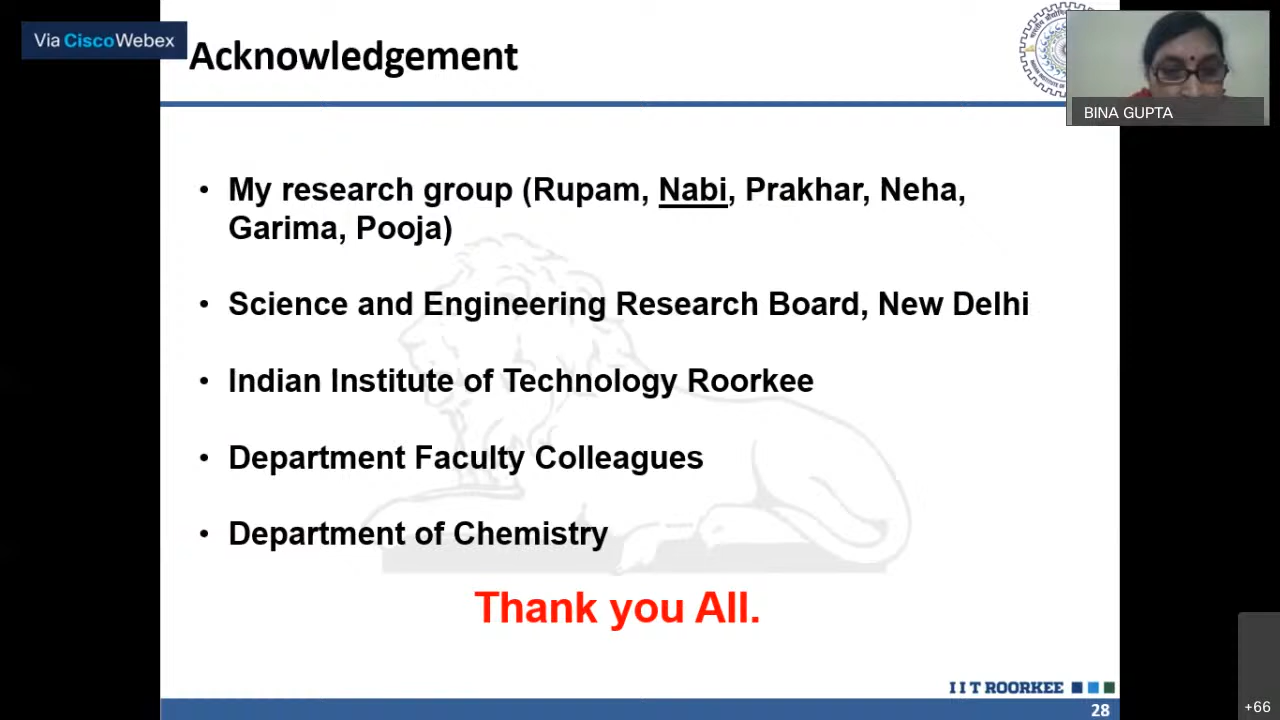 Via CiscoWebex
Acknowledgement
BINA GUPTA
• My research group (Rupam, Nabi, Prakhar, Neha,
Garima, Pooja)
• Science and Engineering Research Board, New Delhi
• Indian Institute of Technology Roorkee
• Department Faculty Colleagues
• Department of Chemistry
Thank you All.
I I T ROORKEE
28
+66